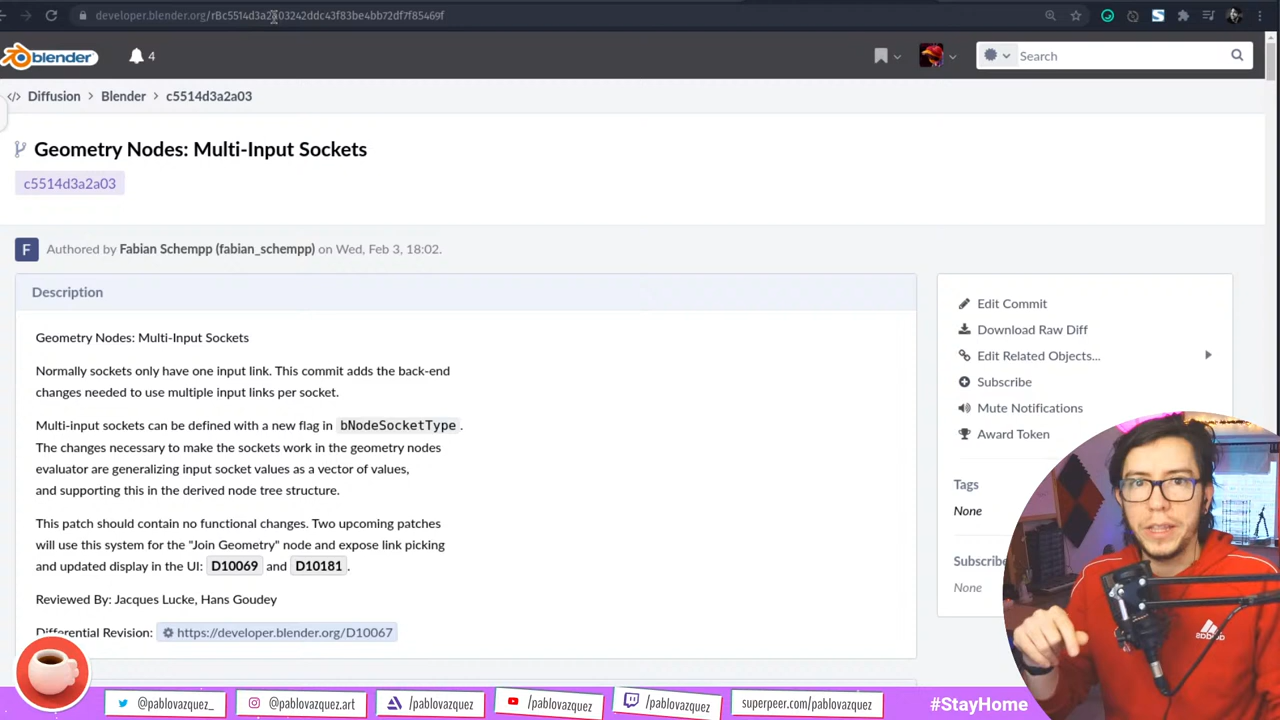 developer.blender.org/rBc5514d3a2a03242ddc43f83be4bb72df7f85469f
blender
4
Search
Diffusion > Blender > c5514d3a2a03
Geometry Nodes: Multi-Input Sockets
c5514d3a2a03
F Authored by Fabian Schempp (fabian_schempp) on Wed, Feb 3, 18:02.
Description
Geometry Nodes: Multi-Input Sockets
Normally sockets only have one input link. This commit adds the back-end
changes needed to use multiple input links per socket.
Multi-input sockets can be defined with a new flag in bNodeSocketType.
The changes necessary to make the sockets work in the geometry nodes
evaluator are generalizing input socket values as a vector of values,
and supporting this in the derived node tree structure.
This patch should contain no functional changes. Two upcoming patches
will use this system for the "Join Geometry" node and expose link picking
and updated display in the UI: D10069 and D10181.
Reviewed By: Jacques Lucke, Hans Goudey
Differential Revision: https://developer.blender.org/D10067
Edit Commit
Download Raw Diff
Edit Related Objects...
Subscribe
Mute Notifications
Award Token
Tags
None
Subscribe
None
adidas
@pablovazquez_
@pablovazquez.art
/pablovazquez
/pablovazquez
/pablovazquez
superpeer.com/pablovazquez
#StayHome